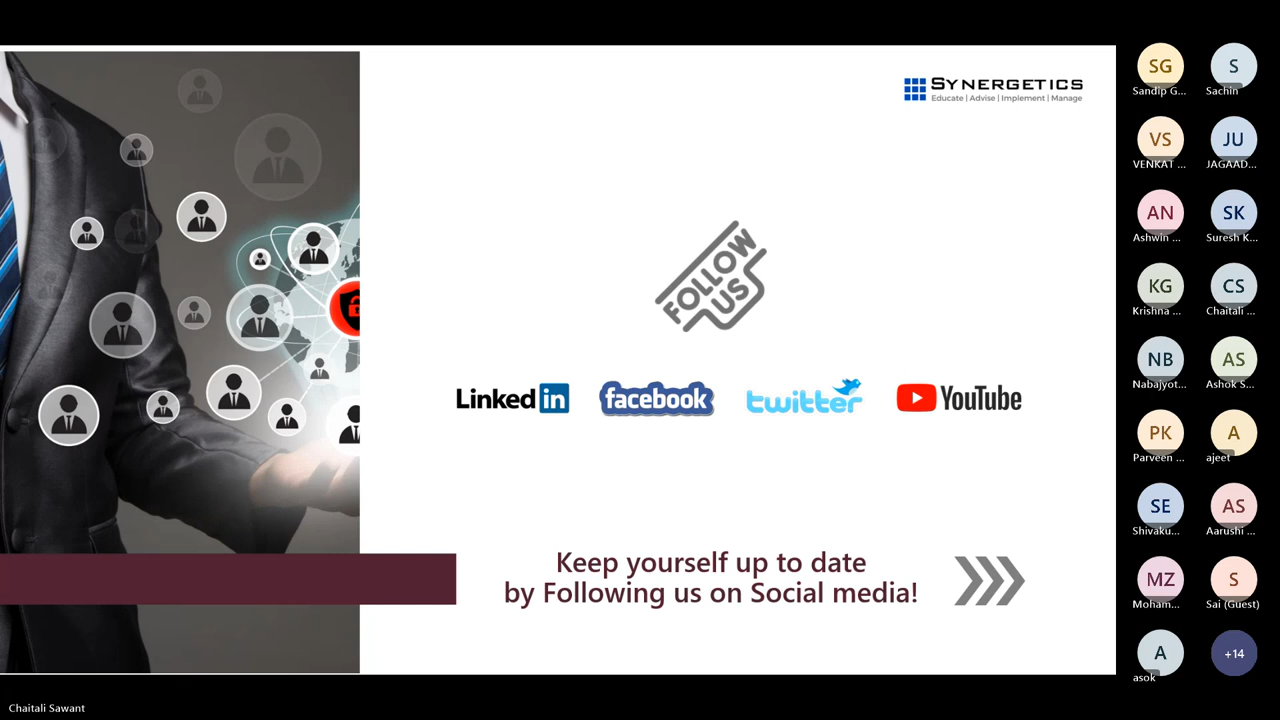 SYNERGETICS
Educate | Advise | Implement | Manage
FOLLOW
US
Linked in
facebook
twitter
YouTube
Keep yourself up to date
by Following us on Social media!
SG
S
Sandip G...
Sachin
VS
JU
VENKAT ...
JAGAAD...
AN
SK
Ashwin ...
Suresh K...
KG
CS
Krishna ...
Chaitali ...
NB
AS
Nabajyot...
Ashok S...
PK
A
Parveen ...
ajeet
SE
AS
Shivaku...
Aarushi ...
MZ
S
Moham...
Sai (Guest)
A
+14
asok
Chaitali Sawant